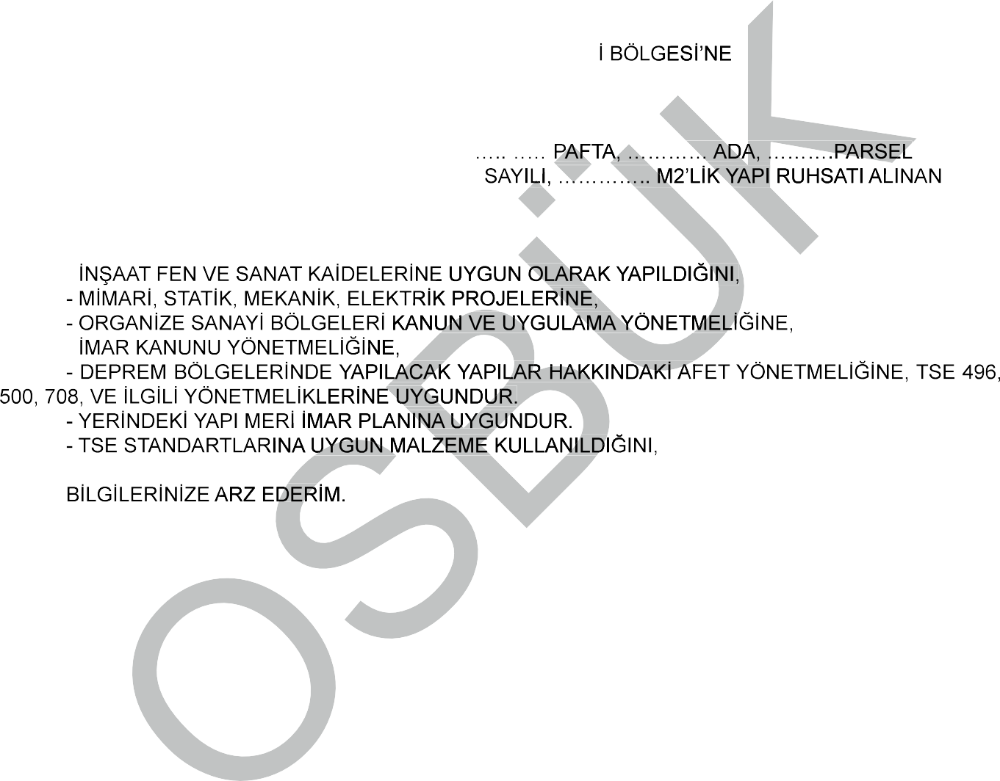 İ BÖLGESİ’NE
….. ..… PAFTA, ………… ADA, ……….PARSEL
SAYILI, ………….. M2’LİK YAPI RUHSATI ALINAN
İNŞAAT FEN VE SANAT KAİDELERİNE UYGUN OLARAK YAPILDIĞINI,
- MİMARİ, STATİK, MEKANİK, ELEKTRİK PROJELERİNE,
- ORGANİZE SANAYİ BÖLGELERİ KANUN VE UYGULAMA YÖNETMELİĞİNE,
İMAR KANUNU YÖNETMELİĞİNE,
- DEPREM BÖLGELERİNDE YAPILACAK YAPILAR HAKKINDAKİ AFET YÖNETMELİĞİNE, TSE 496,
500, 708, VE İLGİLİ YÖNETMELİKLERİNE UYGUNDUR.
- YERİNDEKİ YAPI MERİ İMAR PLANINA UYGUNDUR.
- TSE STANDARTLARINA UYGUN MALZEME KULLANILDIĞINI,
BİLGİLERİNİZE ARZ EDERİM.
OSBÜK